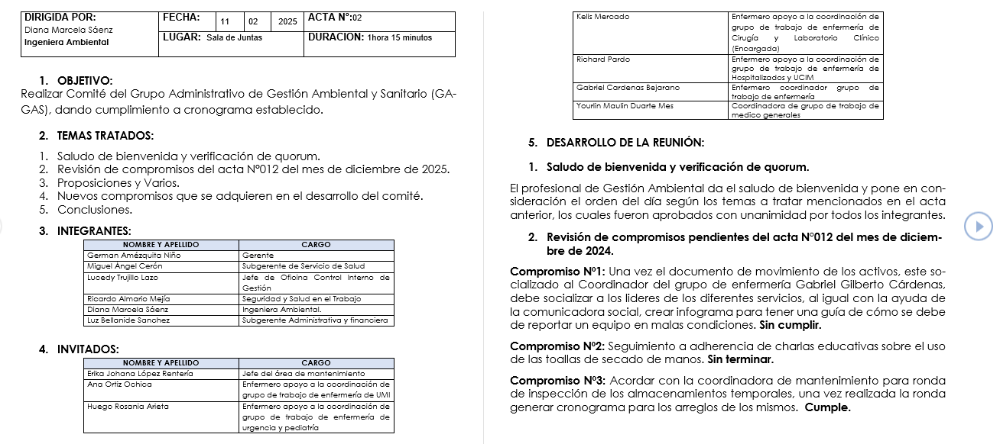 DIRIGIDA POR:
Diana Marcela Sáenz
Ingeniera Ambiental
FECHA: 11 02 2025
ACTA Nº:02
LUGAR: Sala de Juntas
DURACION: 1hora 15 minutos
1. OBJETIVO:
Realizar Comité del Grupo Administrativo de Gestión Ambiental y Sanitario (GA-
GAS), dando cumplimiento a cronograma establecido.
2. TEMAS TRATADOS:
1. Saludo de bienvenida y verificación de quorum.
2. Revisión de compromisos del acta N°012 del mes de diciembre de 2025.
3. Proposiciones y Varios.
4. Nuevos compromisos que se adquieren en el desarrollo del comité.
5. Conclusiones.
3. INTEGRANTES:
NOMBRE Y APELLIDO CARGO
German Amézquita Niño Gerente
Miguel Ángel Cerón Subgerente de Servicio de Salud
Lucedy Trujillo Lazo Jefe de Oficina Control Interno de
Gestión
Ricardo Almario Mejía Seguridad y Salud en el Trabajo
Diana Marcela Sáenz Ingeniera Ambiental.
Luz Bellanide Sanchez Subgerente Administrativa y financiera
4. INVITADOS:
NOMBRE Y APELLIDO CARGO
Erika Johana López Rentería Jefe del área de mantenimiento
Ana Ortiz Ochica Enfermero apoyo a la coordinación de
grupo de trabajo de enfermería de UMI
Huego Rosania Arieta Enfermero apoyo a la coordinación de
grupo de trabajo de enfermería de
urgencia y pediatría
Kelis Mercado Enfermero apoyo a la coordinación de
grupo de trabajo de enfermería de
Cirugía y Laboratorio Clínico
(Encargada)
Richard Pardo Enfermero apoyo a la coordinación de
grupo de trabajo de enfermería de
Hospitalizados y UCIM
Gabriel Cardenas Bejarano Enfermero coordinador grupo de
trabajo de enfermería
Yourlin Maulin Duarte Mes Coordinadora de grupo de trabajo de
medico generales
5. DESARROLLO DE LA REUNIÓN:
1. Saludo de bienvenida y verificación de quorum.
El profesional de Gestión Ambiental da el saludo de bienvenida y pone en con-
sideración el orden del día según los temas a tratar mencionados en el acta
anterior, los cuales fueron aprobados con unanimidad por todos los integrantes.
2. Revisión de compromisos pendientes del acta N°012 del mes de diciem-
bre de 2024.
Compromiso Nº1: Una vez el documento de movimiento de los activos, este so-
cializado al Coordinador del grupo de enfermería Gabriel Gilberto Cárdenas,
debe socializar a los lideres de los diferentes servicios, al igual con la ayuda de
la comunicadora social, crear infograma para tener una guía de cómo se debe
de reportar un equipo en malas condiciones. Sin cumplir.
Compromiso Nº2: Seguimiento a adherencia de charlas educativas sobre el uso
de las toallas de secado de manos. Sin terminar.
Compromiso Nº3: Acordar con la coordinadora de mantenimiento para ronda
de inspección de los almacenamientos temporales, una vez realizada la ronda
generar cronograma para los arreglos de los mismos. Cumple.